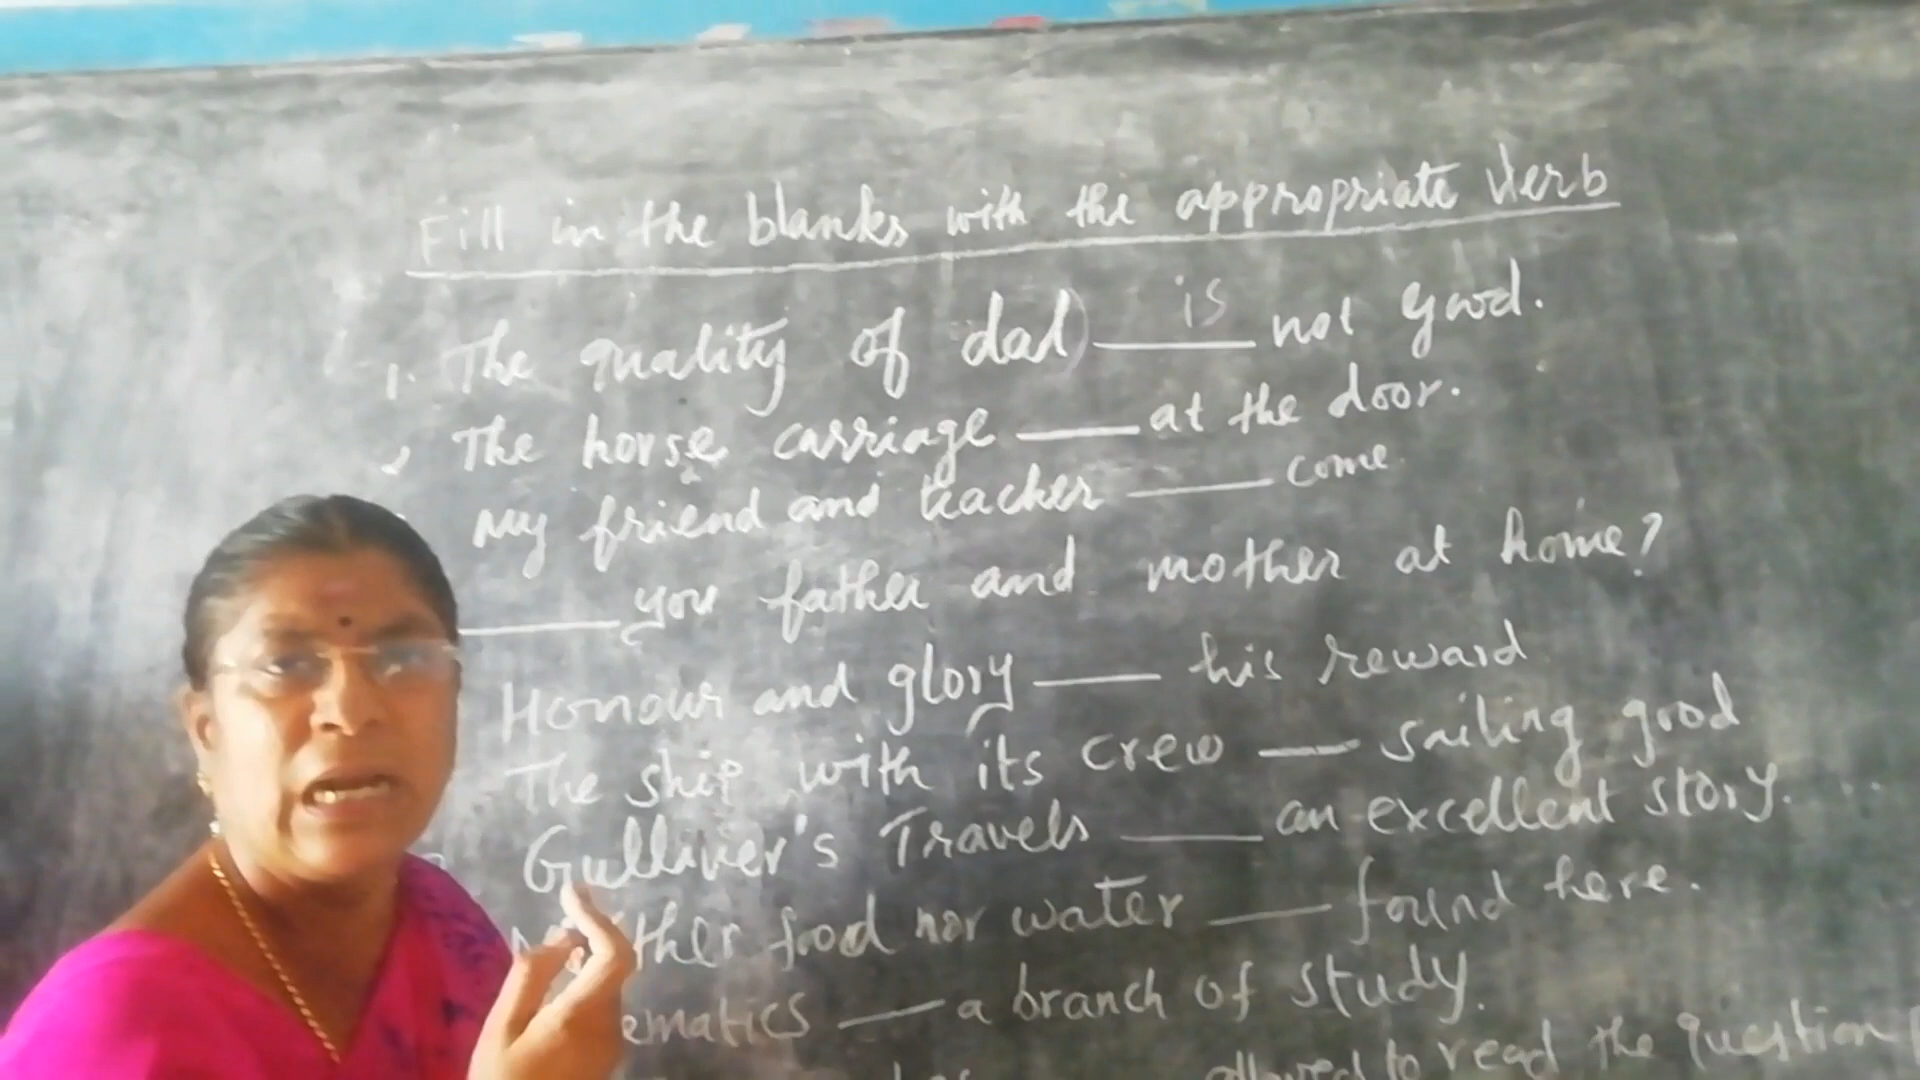 Fill in the blanks with the appropriate Verb
1. The quality of dal ____ is not good.
The horse carriage ____ at the door.
My friend and teacher ____ come
____ you father and mother at home?
Honour and glory ____ his reward
The ship with its crew ____ sailing good
Gulliver's Travels ____ an excellent story.
ther food nor water ____ found here.
ematics ____ a branch of study.
allowed to read the question